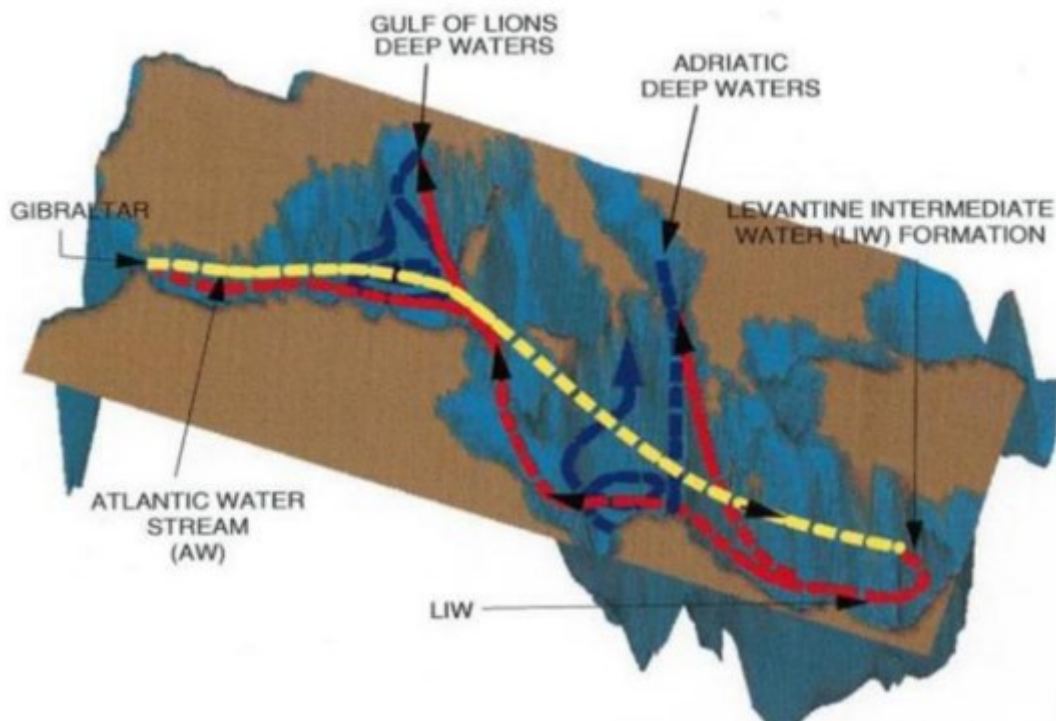 GULF OF LIONS
DEEP WATERS
ADRIATIC
DEEP WATERS
GIBRALTAR
LEVANTINE INTERMEDIATE
WATER (LIW) FORMATION
ATLANTIC WATER
STREAM
(AW)
LIW